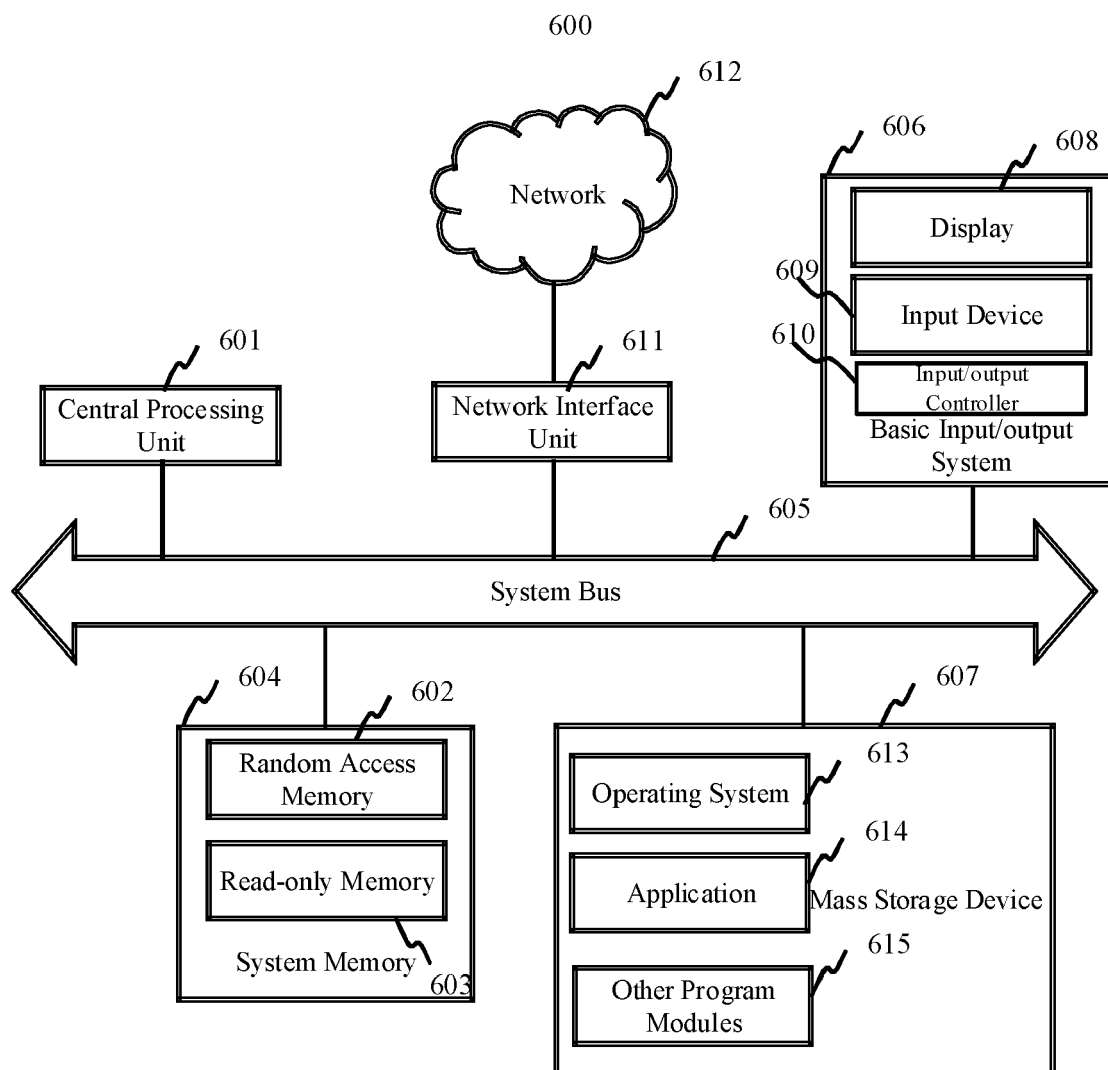 600
612
Network
606
608
Display
609
Input Device
610
Input/output
Controller
Basic Input/output
System
601
Central Processing
Unit
611
Network Interface
Unit
605
System Bus
604
602
Random Access
Memory
Read-only Memory
System Memory
603
607
613
Operating System
614
Application
Mass Storage Device
615
Other Program
Modules